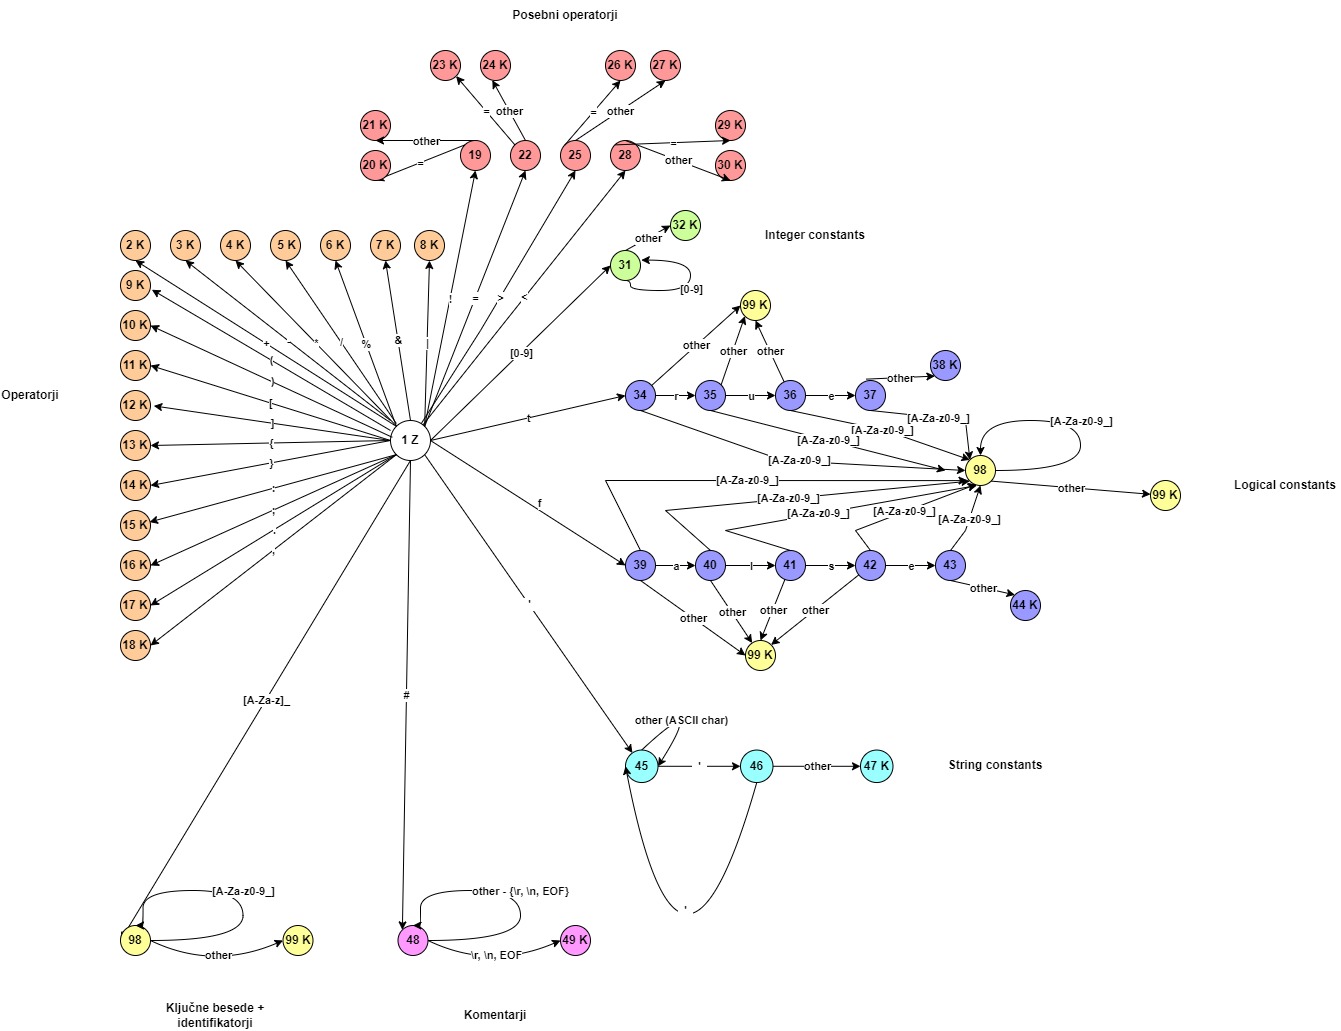 Posebni operatorji
23 K
24 K
26 K
27 K
= other
= other
21 K
29 K
other
=
20 K
=
19
22
25
28
other
30 K
32 K
other
Integer constants
2 K
3 K
4 K
5 K
6 K
7 K
8 K
31
9 K
[0-9]
! = > <
99 K
10 K
+ - * / % & |
other
other
other
[0-9]
11 K
(
)
38 K
other
Operatorji
12 K
[
34
r
35
u
36
e
37
t
[A-Za-z0-9_]
]
[A-Za-z0-9_]
[A-Za-z0-9_]
[A-Za-z0-9_]
13 K
{
1 Z
}
[A-Za-z0-9_]
98
14 K
:
[A-Za-z0-9_]
other
99 K
Logical constants
[A-Za-z0-9_]
f
15 K
;
[A-Za-z0-9_]
[A-Za-z0-9_]
[A-Za-z0-9_]
.
,
16 K
39
a
40
l
41
s
42
e
43
other
17 K
'
44 K
other
other
other
other
18 K
99 K
[A-Za-z]_
#
other (ASCII char)
45
'
46
other
47 K
String constants
[A-Za-z0-9_]
other - {\r, \n, EOF}
'
98
99 K
other
48
49 K
\r, \n, EOF
Ključne besede +
identifikatorji
Komentarji